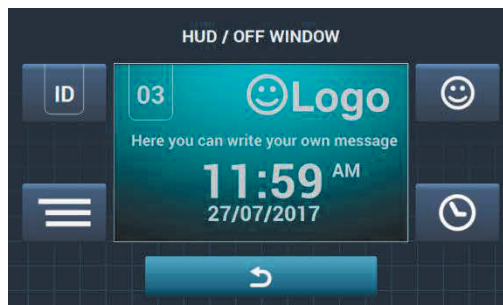 HUD / OFF WINDOW
ID
03
Logo
Here you can write your own message
11:59 AM
27/07/2017